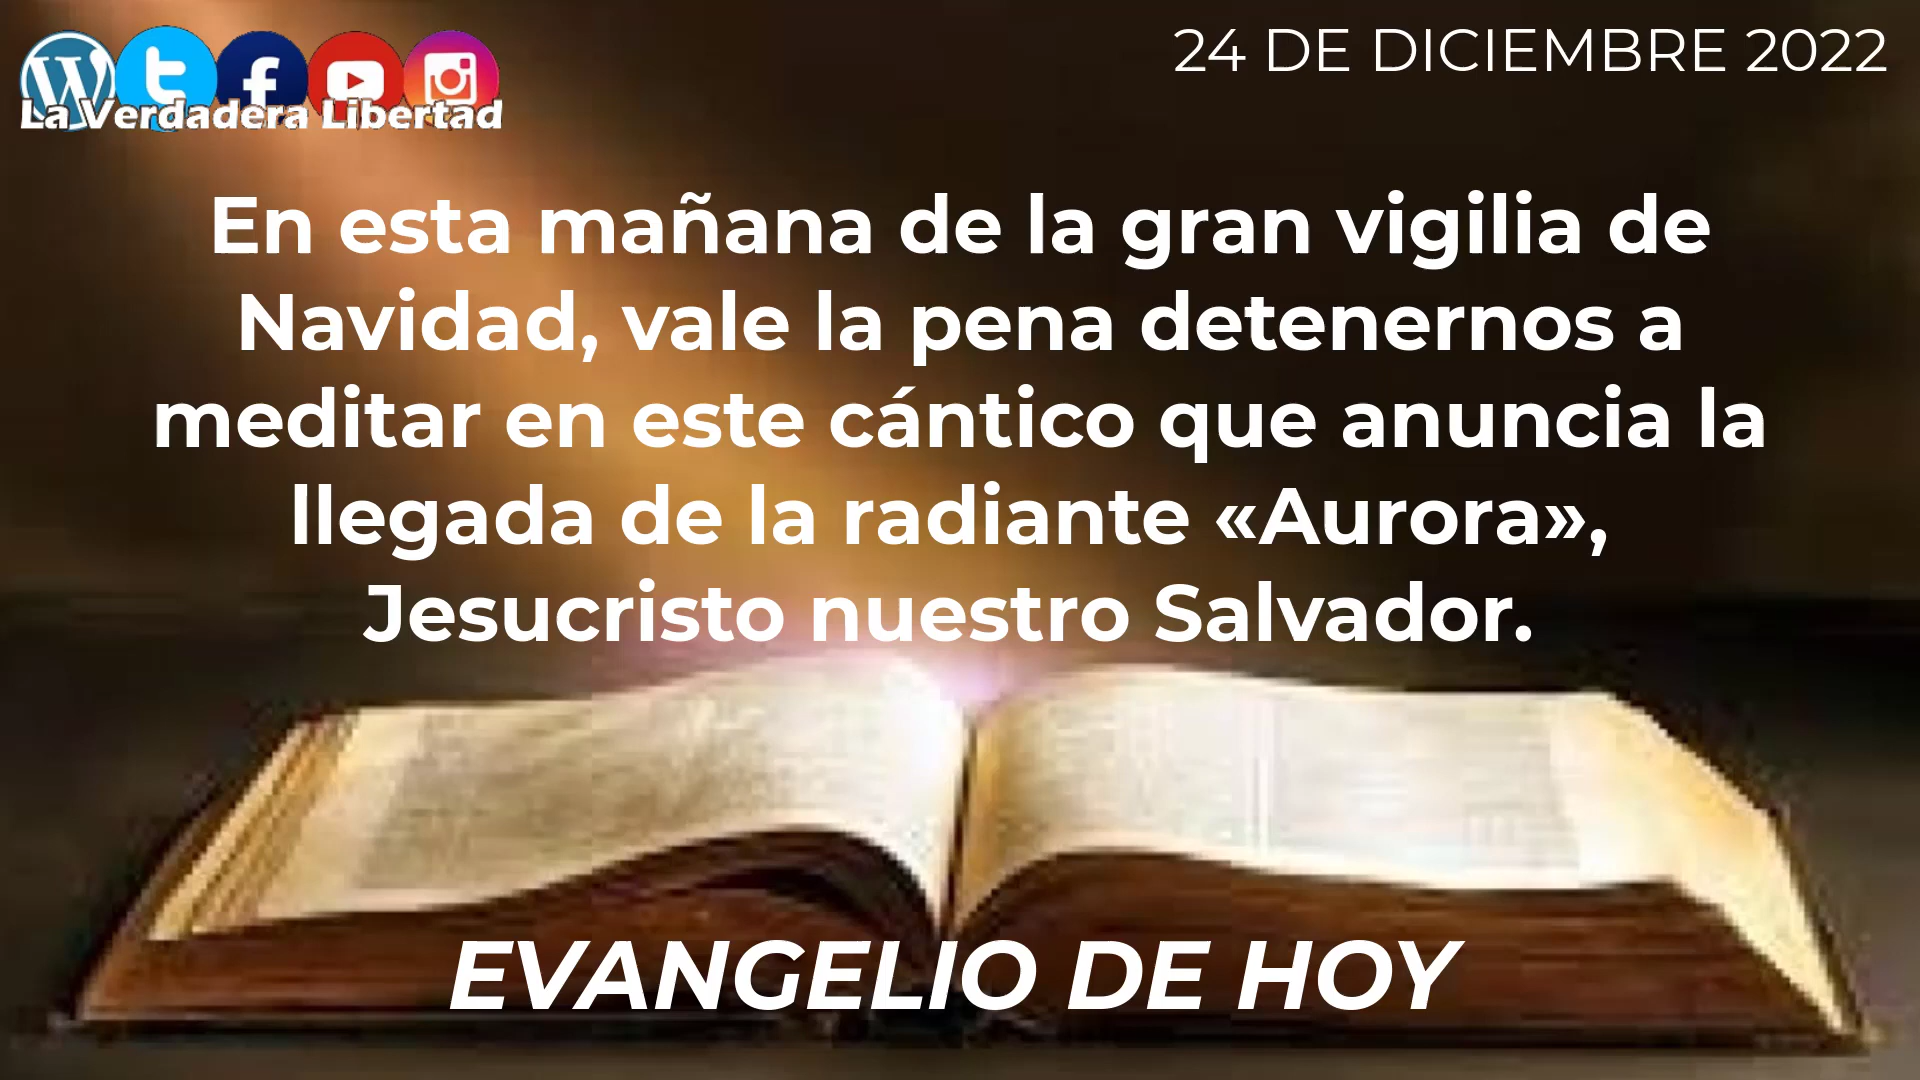 La Verdadera Libertad
24 DE DICIEMBRE 2022
En esta mañana de la gran vigilia de
Navidad, vale la pena detenernos a
meditar en este cántico que anuncia la
llegada de la radiante «Aurora»,
Jesucristo nuestro Salvador.
EVANGELIO DE HOY